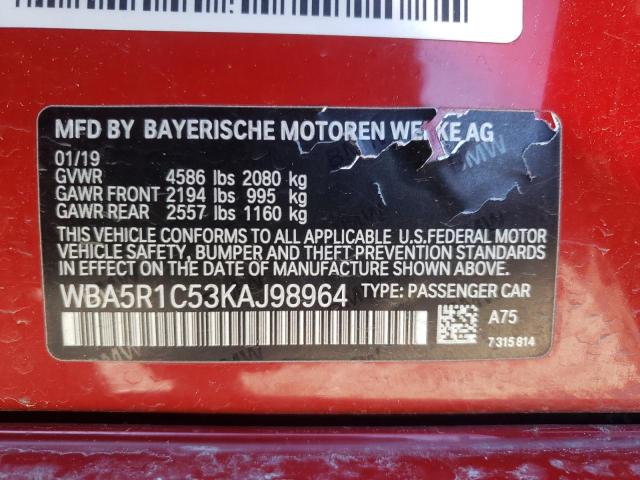 MFD BY BAYERISCHE MOTOREN WERKE AG
01/19
GVWR 4586 lbs 2080 kg
GAWR FRONT 2194 lbs 995 kg
GAWR REAR 2557 lbs 1160 kg
THIS VEHICLE CONFORMS TO ALL APPLICABLE U.S.FEDERAL MOTOR
VEHICLE SAFETY, BUMPER AND THEFT PREVENTION STANDARDS
IN EFFECT ON THE DATE OF MANUFACTURE SHOWN ABOVE.
WBA5R1C53KAJ98964 TYPE: PASSENGER CAR
A75
7315814